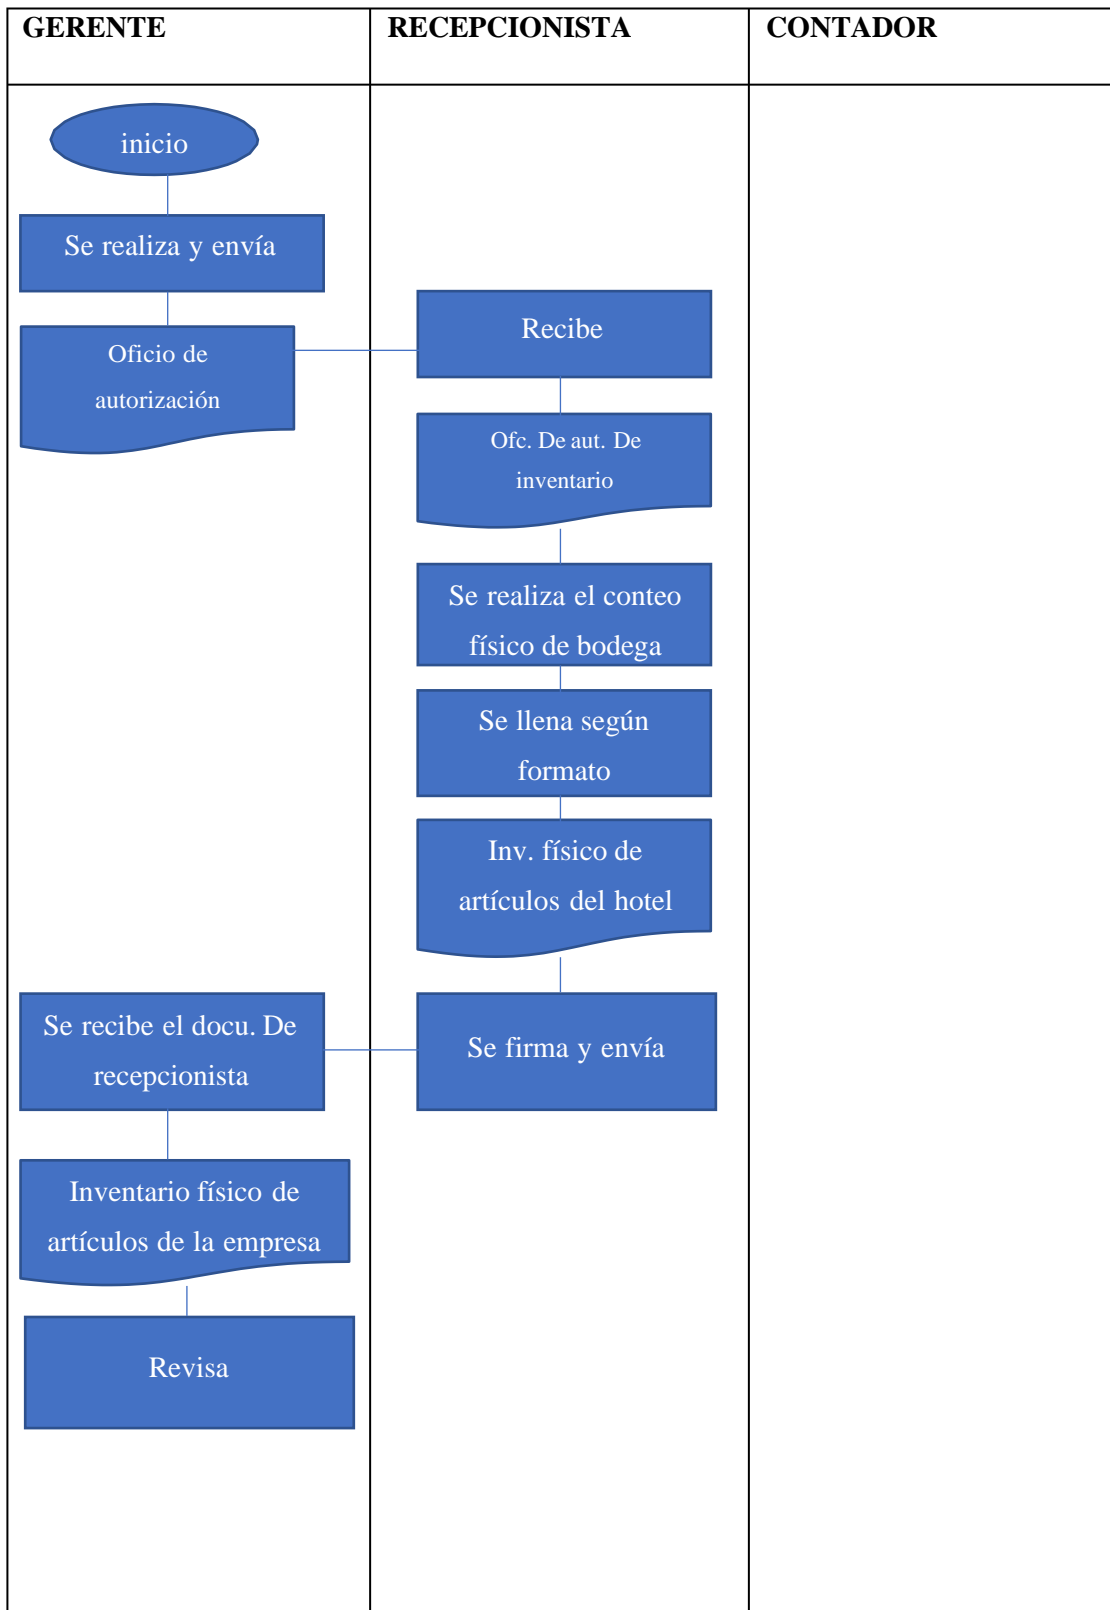 GERENTE
RECEPCIONISTA
CONTADOR
inicio
Se realiza y envía
Oficio de
autorización
Recibe
Ofc. De aut. De
inventario
Se realiza el conteo
físico de bodega
Se llena según
formato
Inv. físico de
artículos del hotel
Se firma y envía
Se recibe el docu. De
recepcionista
Inventario físico de
artículos de la empresa
Revisa